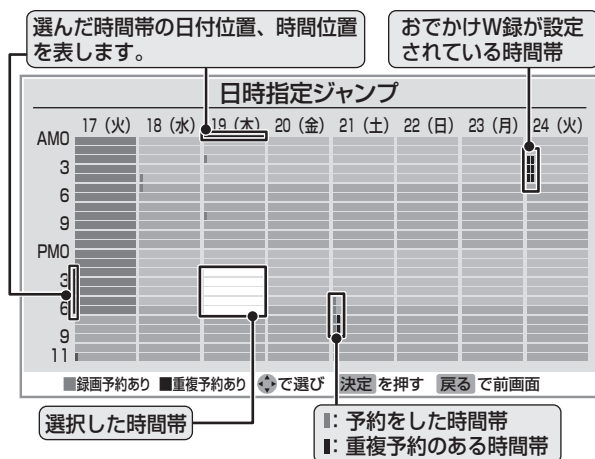 選んだ時間帯の日付位置、時間位置
を表します。
おでかけW録が設定
されている時間帯
日時指定ジャンプ
17（火） 18（水） 19（木） 20（金） 21（土） 22（日） 23（月） 24（火）
AM0
3
6
9
PM0
3
6
9
11
■録画予約あり ■重複予約あり で選び 決定 を押す 戻る で前画面
選択した時間帯
：予約をした時間帯
：重複予約のある時間帯